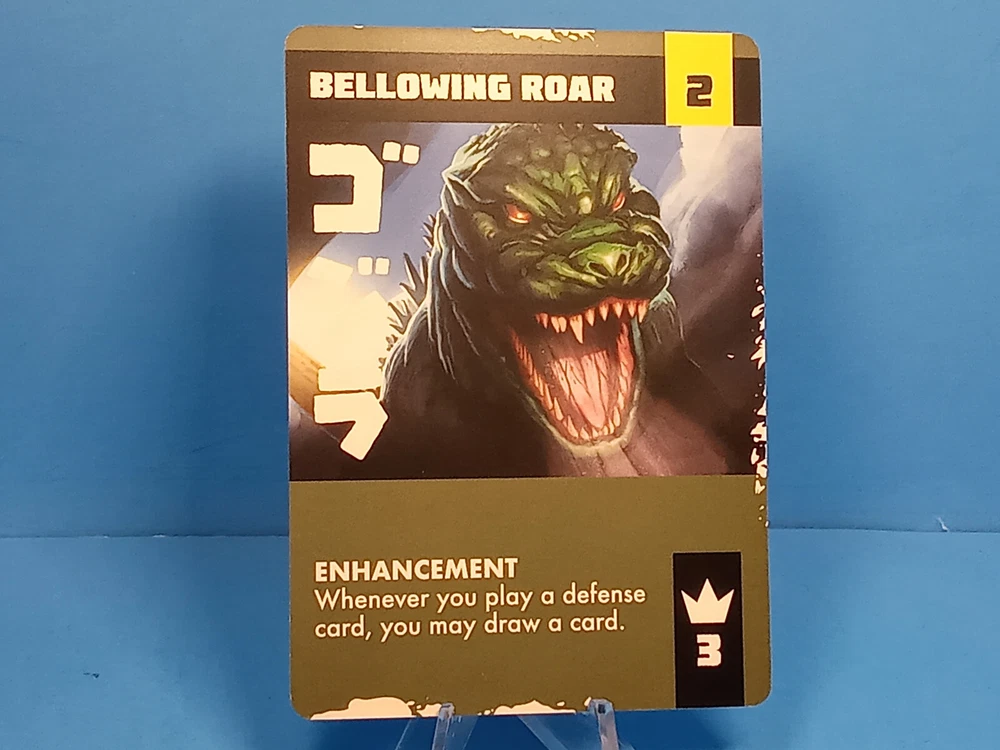 BELLOWING ROAR
2
ゴジラ
ENHANCEMENT
Whenever you play a defense
card, you may draw a card.
3